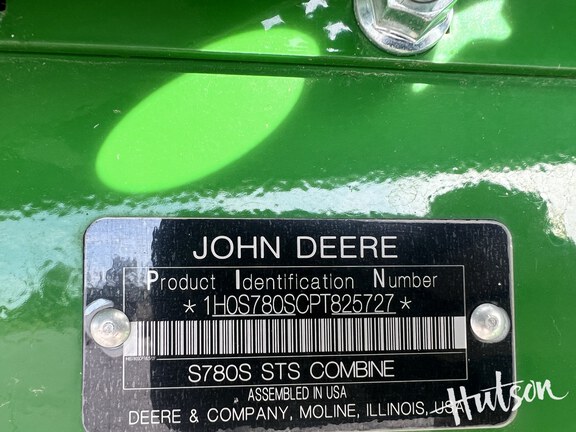 JOHN DEERE
Product Identification Number
*1H0S780SCPT825727*
S780S STS COMBINE
ASSEMBLED IN USA
DEERE & COMPANY, MOLINE, ILLINOIS, USA
Hutson